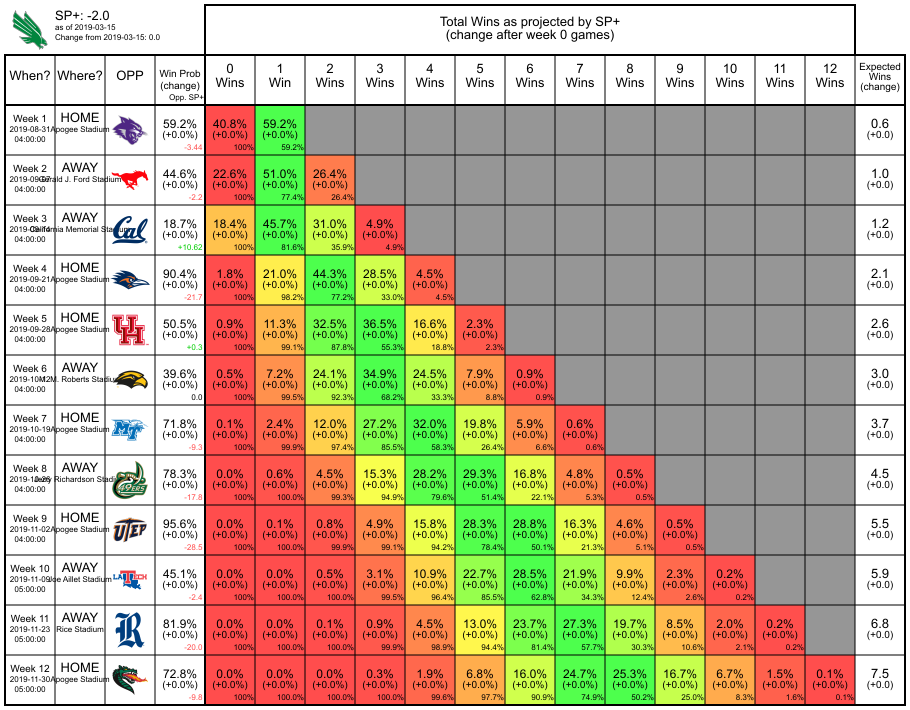 SP+: -2.0
as of 2019-03-15
Change from 2019-03-15: 0.0
Total Wins as projected by SP+
(change after week 0 games)
When? Where? OPP Win Prob (change) Opp. SP+ 0 Wins 1 Win 2 Wins 3 Wins 4 Wins 5 Wins 6 Wins 7 Wins 8 Wins 9 Wins 10 Wins 11 Wins 12 Wins Expected Wins (change)
Week 1 HOME 59.2% 40.8% 59.2% 0.6
2019-08-31 Apogee Stadium (+0.0%) (+0.0%) (+0.0%) (+0.0)
04:00:00 -3.44 100% 59.2%
Week 2 AWAY 44.6% 22.6% 51.0% 26.4% 1.0
Gerald J. Ford Stadium (+0.0%) (+0.0%) (+0.0%) (+0.0%) (+0.0)
04:00:00 -2.2 100% 77.4% 26.4%
Week 3 AWAY Cal 18.7% 18.4% 45.7% 31.0% 4.9% 1.2
California Memorial Stadium (+0.0%) (+0.0%) (+0.0%) (+0.0%) (+0.0%) (+0.0)
04:00:00 +10.62 100% 81.6% 35.9% 4.9%
Week 4 HOME 90.4% 1.8% 21.0% 44.3% 28.5% 4.5% 2.1
2019-09-21 Apogee Stadium (+0.0%) (+0.0%) (+0.0%) (+0.0%) (+0.0%) (+0.0%) (+0.0)
04:00:00 -21.7 100% 98.2% 77.2% 33.0% 4.5%
Week 5 HOME UH 50.5% 0.9% 11.3% 32.5% 36.5% 16.6% 2.3% 2.6
2019-09-28 Apogee Stadium (+0.0%) (+0.0%) (+0.0%) (+0.0%) (+0.0%) (+0.0%) (+0.0%) (+0.0)
04:00:00 +0.3 100% 99.1% 87.8% 55.3% 18.8% 2.3%
Week 6 AWAY 39.6% 0.5% 7.2% 24.1% 34.9% 24.5% 7.9% 0.9% 3.0
M. Roberts Stadium (+0.0%) (+0.0%) (+0.0%) (+0.0%) (+0.0%) (+0.0%) (+0.0%) (+0.0%) (+0.0)
04:00:00 0.0 100% 99.5% 92.3% 68.2% 33.3% 8.8% 0.9%
Week 7 HOME MT 71.8% 0.1% 2.4% 12.0% 27.2% 32.0% 19.8% 5.9% 0.6% 3.7
2019-10-19 Apogee Stadium (+0.0%) (+0.0%) (+0.0%) (+0.0%) (+0.0%) (+0.0%) (+0.0%) (+0.0%) (+0.0%) (+0.0)
04:00:00 -9.3 100% 99.9% 97.4% 85.5% 58.3% 26.4% 6.6% 0.6%
Week 8 AWAY 49ERS 78.3% 0.0% 0.6% 4.5% 15.3% 28.2% 29.3% 16.8% 4.8% 0.5% 4.5
Jerry Richardson Stadium (+0.0%) (+0.0%) (+0.0%) (+0.0%) (+0.0%) (+0.0%) (+0.0%) (+0.0%) (+0.0%) (+0.0%) (+0.0)
04:00:00 -17.8 100% 100.0% 99.3% 94.9% 79.6% 51.4% 22.1% 5.3% 0.5%
Week 9 HOME UTEP 95.6% 0.0% 0.1% 0.8% 4.9% 15.8% 28.3% 28.8% 16.3% 4.6% 0.5% 5.5
2019-11-02 Apogee Stadium (+0.0%) (+0.0%) (+0.0%) (+0.0%) (+0.0%) (+0.0%) (+0.0%) (+0.0%) (+0.0%) (+0.0%) (+0.0%) (+0.0)
04:00:00 -28.5 100% 100.0% 99.9% 99.1% 94.2% 78.4% 50.1% 21.3% 5.1% 0.5%
Week 10 AWAY LA TECH 45.1% 0.0% 0.0% 0.5% 3.1% 10.9% 22.7% 28.5% 21.9% 9.9% 2.3% 0.2% 5.9
2019-11-09 Joe Aillet Stadium (+0.0%) (+0.0%) (+0.0%) (+0.0%) (+0.0%) (+0.0%) (+0.0%) (+0.0%) (+0.0%) (+0.0%) (+0.0%) (+0.0%) (+0.0)
05:00:00 -2.4 100% 100.0% 100.0% 99.5% 96.4% 85.5% 62.8% 34.3% 12.4% 2.6% 0.2%
Week 11 AWAY R 81.9% 0.0% 0.0% 0.1% 0.9% 4.5% 13.0% 23.7% 27.3% 19.7% 8.5% 2.0% 0.2% 6.8
2019-11-23 Rice Stadium (+0.0%) (+0.0%) (+0.0%) (+0.0%) (+0.0%) (+0.0%) (+0.0%) (+0.0%) (+0.0%) (+0.0%) (+0.0%) (+0.0%) (+0.0%) (+0.0)
05:00:00 -20.0 100% 100.0% 100.0% 99.9% 98.9% 94.4% 81.4% 57.7% 30.3% 10.6% 2.1% 0.2%
Week 12 HOME 72.8% 0.0% 0.0% 0.0% 0.3% 1.9% 6.8% 16.0% 24.7% 25.3% 16.7% 6.7% 1.5% 0.1% 7.5
2019-11-30 Apogee Stadium (+0.0%) (+0.0%) (+0.0%) (+0.0%) (+0.0%) (+0.0%) (+0.0%) (+0.0%) (+0.0%) (+0.0%) (+0.0%) (+0.0%) (+0.0%) (+0.0%) (+0.0)
05:00:00 -9.8 100% 100.0% 100.0% 100.0% 99.6% 97.7% 90.9% 74.9% 50.2% 25.0% 8.3% 1.6% 0.1%